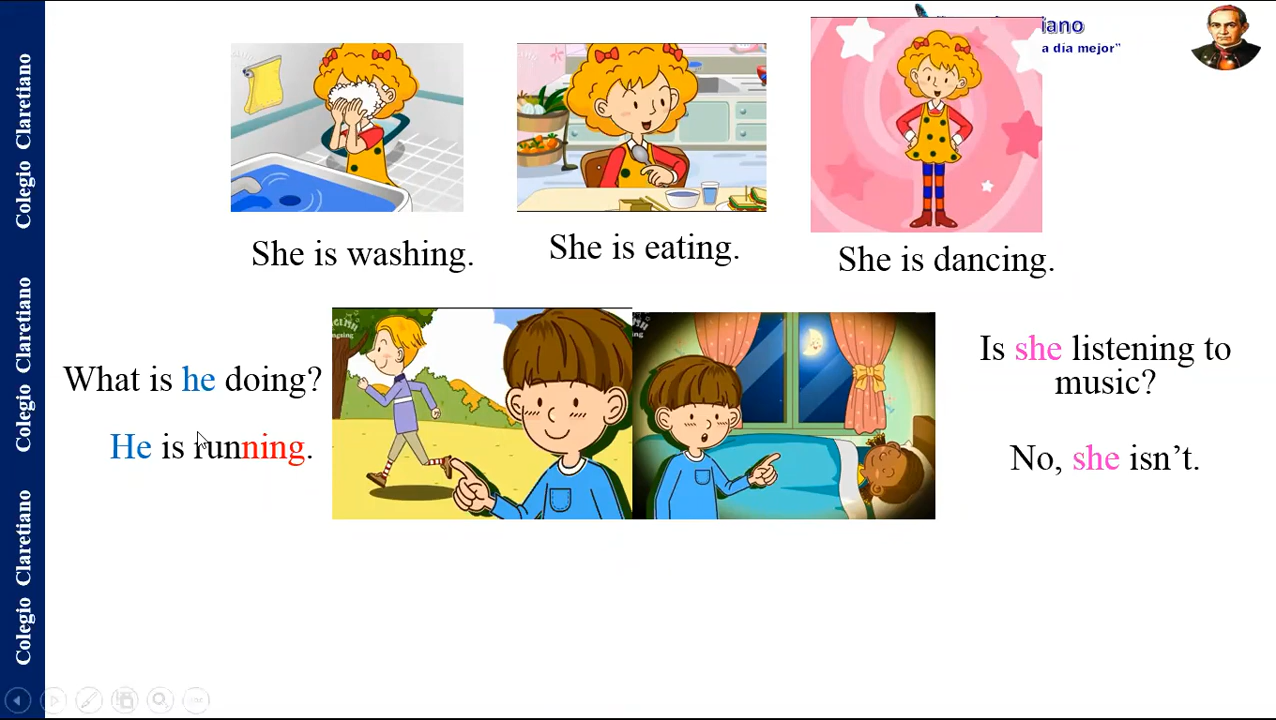 Colegio Claretiano
Colegio Claretiano
Colegio Claretiano
iano
a día mejor”
She is washing.
She is eating.
She is dancing.
What is he doing?
He is running.
Is she listening to
music?
No, she isn’t.